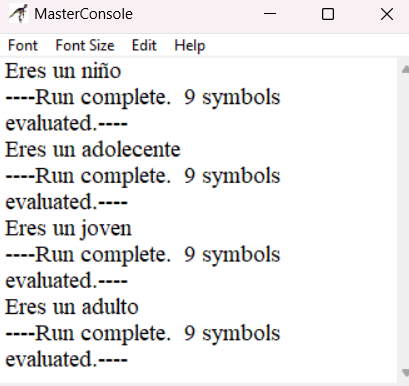 MasterConsole
Font Font Size Edit Help
Eres un niño
----Run complete.  9 symbols
evaluated.----
Eres un adolecente
----Run complete.  9 symbols
evaluated.----
Eres un joven
----Run complete.  9 symbols
evaluated.----
Eres un adulto
----Run complete.  9 symbols
evaluated.----